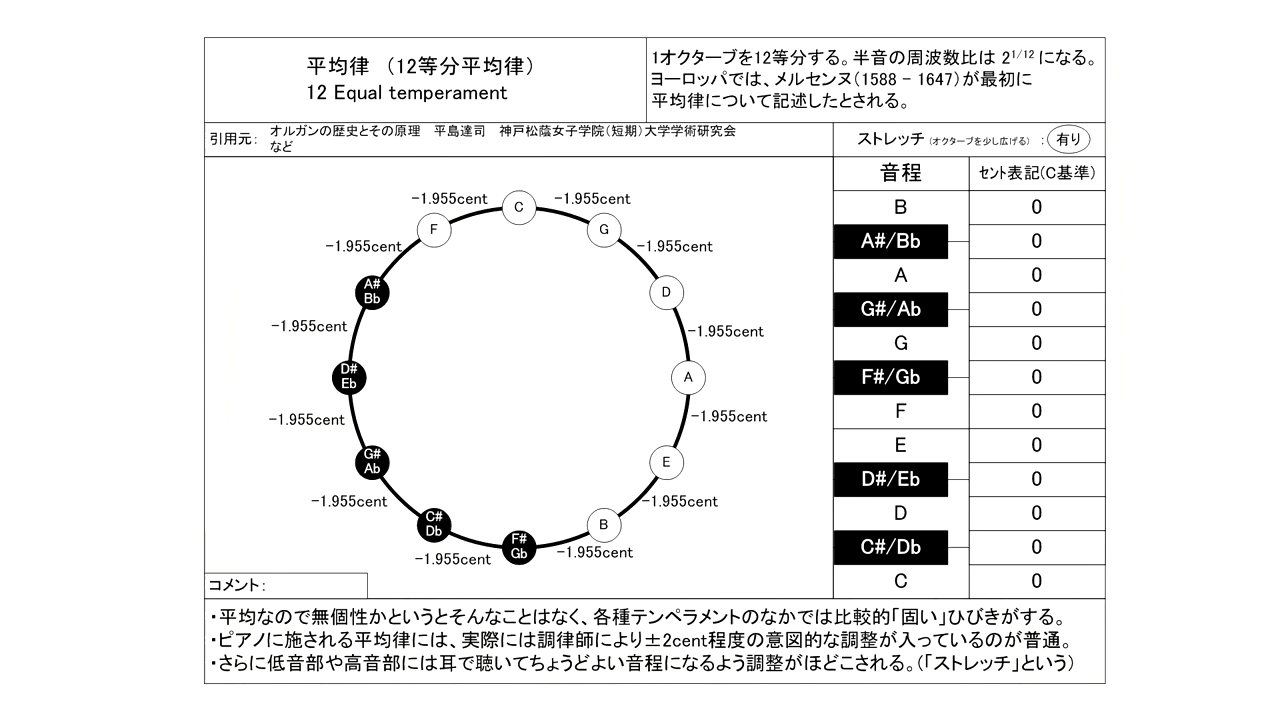 平均律 （12等分平均律）
12 Equal temperament
1オクターブを12等分する。半音の周波数比は 2^1/12 になる。
ヨーロッパでは、メルセンヌ（1588 - 1647）が最初に
平均律について記述したとされる。
引用元： オルガンの歴史とその原理　平島達司　神戸松蔭女子学院（短期）大学学術研究会
など
ストレッチ （オクターブを少し広げる） ： 有り
-1.955cent
-1.955cent
C
F
G
-1.955cent
-1.955cent
A#
Bb
D
-1.955cent
-1.955cent
D#
Eb
A
-1.955cent
-1.955cent
G#
Ab
E
-1.955cent
-1.955cent
C#
Db
B
F#
Gb
-1.955cent
-1.955cent
音程 セント表記（C基準）
B 0
A#/Bb 0
A 0
G#/Ab 0
G 0
F#/Gb 0
F 0
E 0
D#/Eb 0
D 0
C#/Db 0
C 0
コメント：
・平均なので無個性かというとそんなことはなく、各種テンペラメントのなかでは比較的「固い」ひびきがする。
・ピアノに施される平均律には、実際には調律師により±2cent程度の意図的な調整が入っているのが普通。
・さらに低音部や高音部には耳で聴いてちょうどよい音程になるよう調整がほどこされる。（「ストレッチ」という）